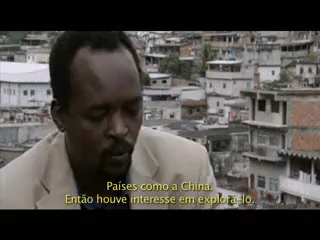 Países como a China.
Então houve interesse em explorá-lo.